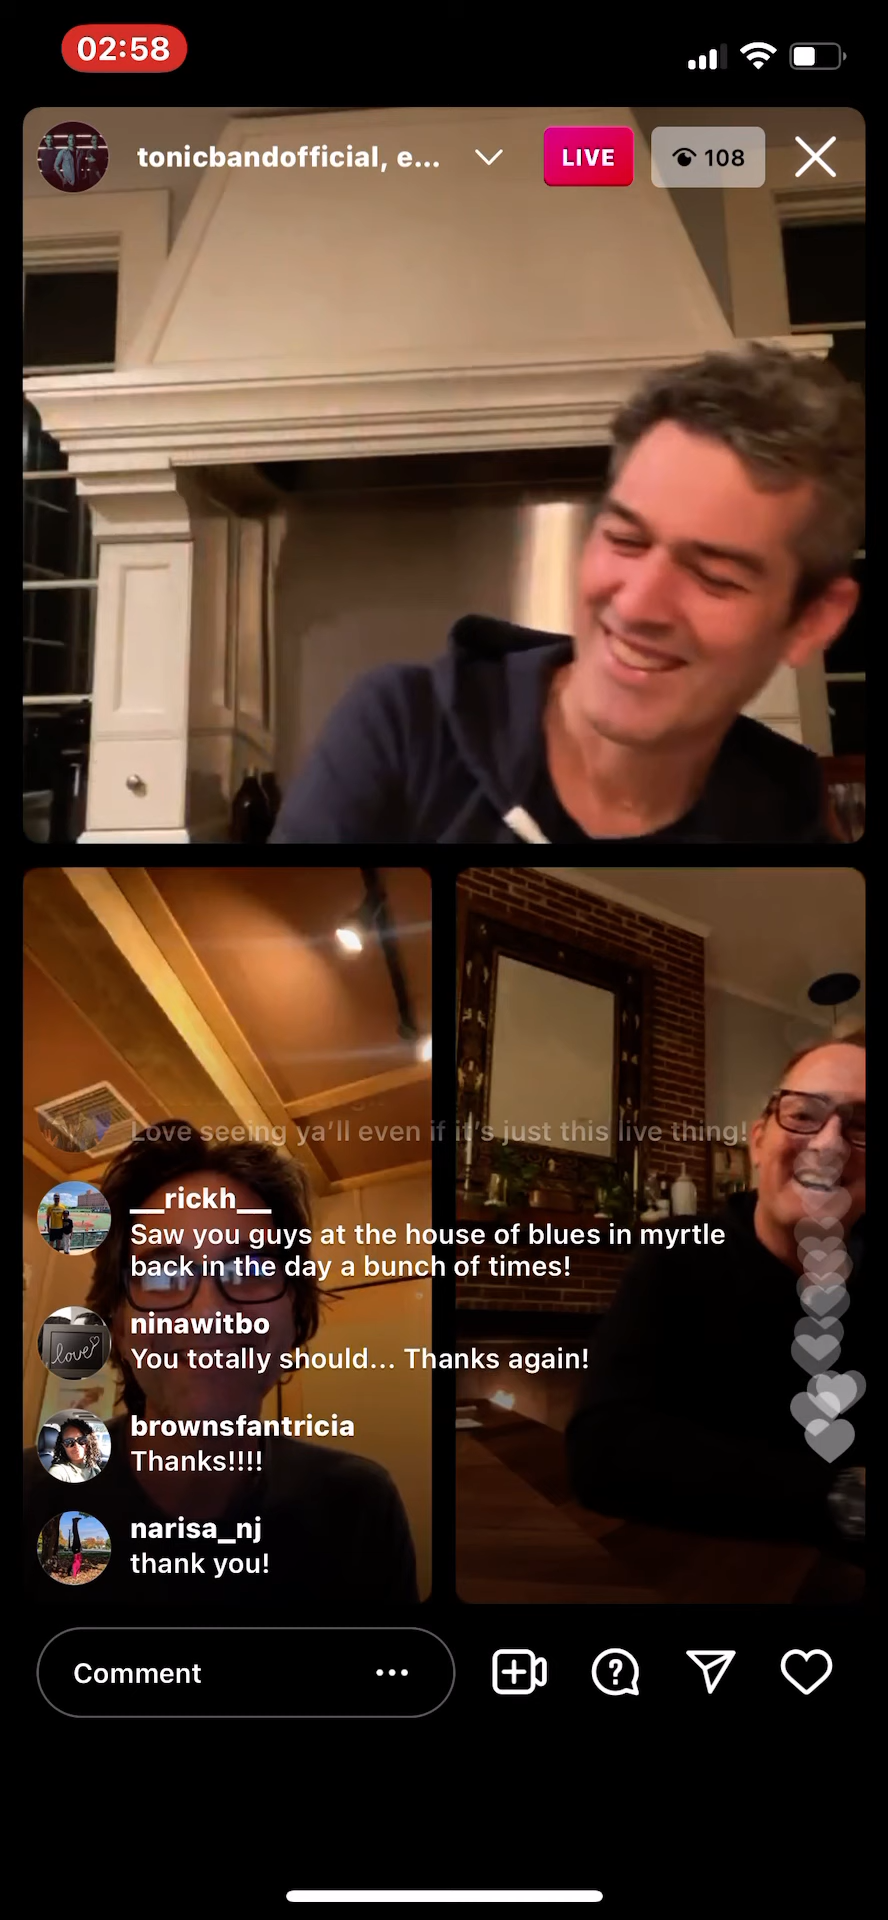 02:58
tonicbandofficial, e...
LIVE
108
Love seeing ya'll even if it's just this live thing!
__rickh__
Saw you guys at the house of blues in myrtle
back in the day a bunch of times!
ninawitbo
You totally should... Thanks again!
love
brownsfantricia
Thanks!!!!
narisa_nj
thank you!
Comment